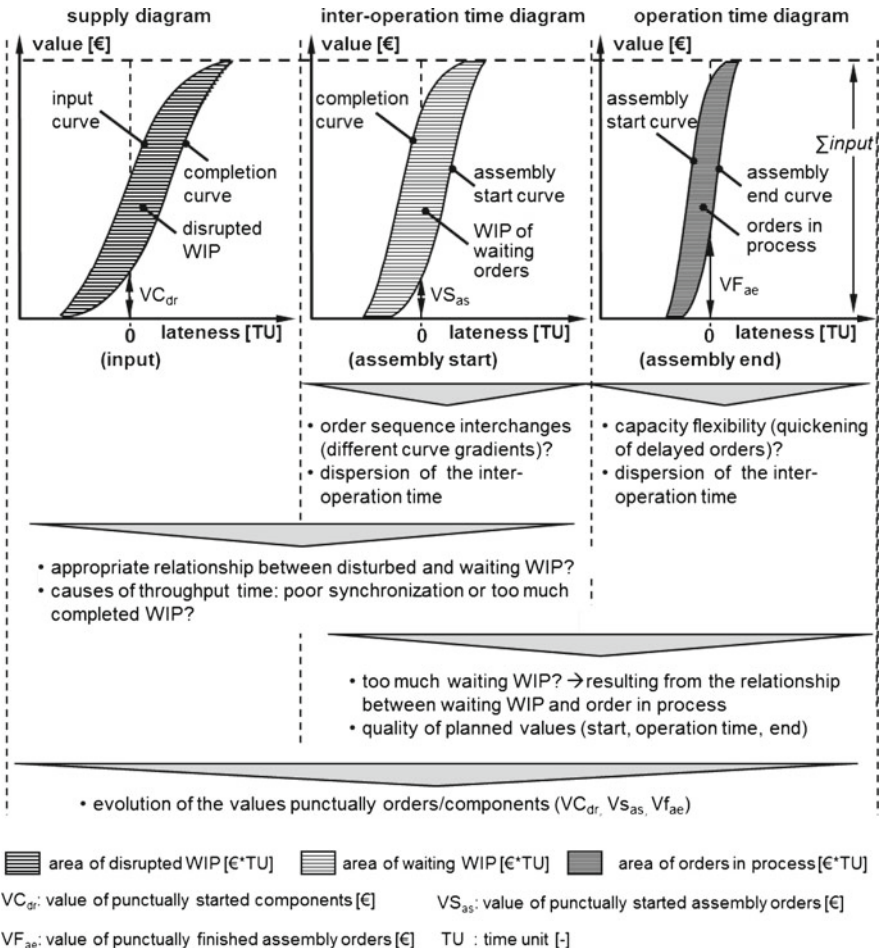 supply diagram
inter-operation time diagram
operation time diagram
value [€]
value [€]
value [€]
input
curve
completion
curve
disrupted
WIP
VCdr
0
lateness [TU]
(input)
completion
curve
assembly
start curve
WIP of
waiting
orders
VSas
0
lateness [TU]
(assembly start)
assembly
start curve
∑input
assembly
end curve
orders in
process
VFae
0
lateness [TU]
(assembly end)
• order sequence interchanges
(different curve gradients)?
• dispersion of the inter-
operation time
• capacity flexibility (quickening
of delayed orders)?
• dispersion of the inter-
operation time
• appropriate relationship between disturbed and waiting WIP?
• causes of throughput time: poor synchronization or too much
completed WIP?
• too much waiting WIP? →resulting from the relationship
between waiting WIP and order in process
• quality of planned values (start, operation time, end)
• evolution of the values punctually orders/components (VCdr, Vsas, Vfae)
area of disrupted WIP [€*TU]
area of waiting WIP [€*TU]
area of orders in process [€*TU]
VCdr: value of punctually started components [€]
VSas: value of punctually started assembly orders [€]
VFae: value of punctually finished assembly orders [€]
TU : time unit [-]